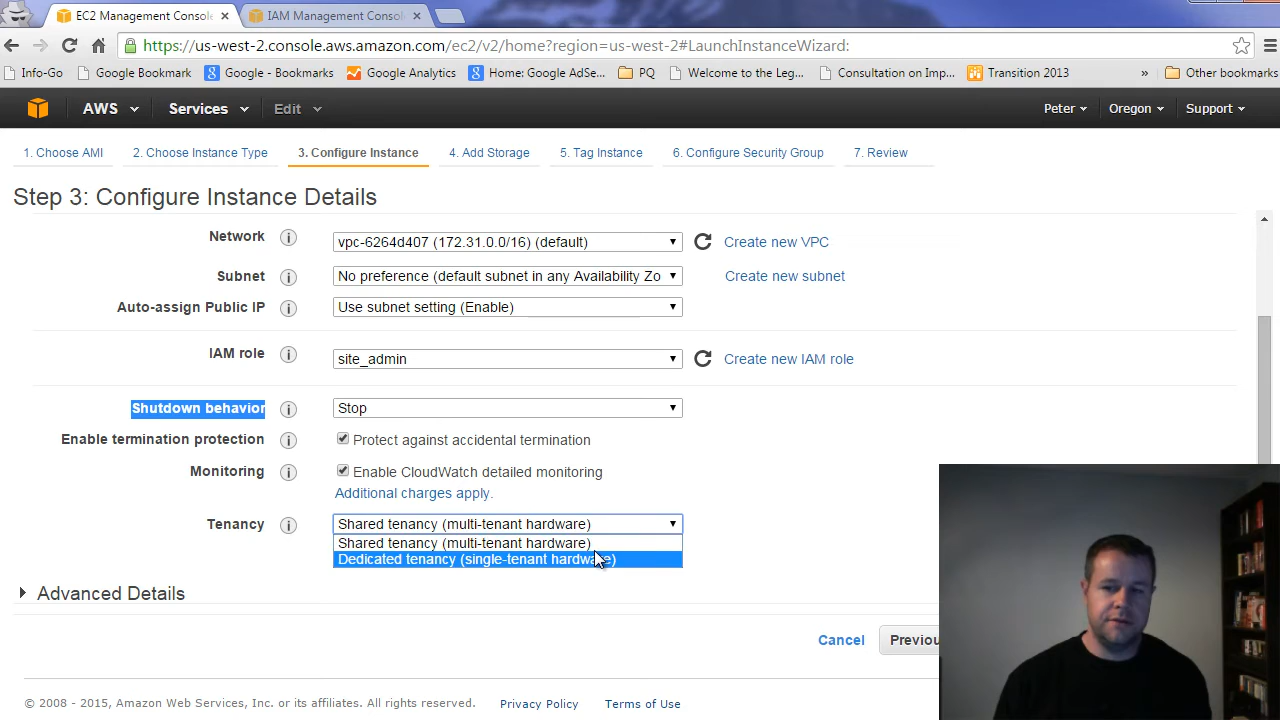 EC2 Management Consol
IAM Management Consol
https://us-west-2.console.aws.amazon.com/ec2/v2/home?region=us-west-2#LaunchInstanceWizard:
Info-Go Google Bookmark Google Bookmarks Google Analytics Home: Google AdSe... PQ Welcome to the Leg... Consultation on Imp... Transition 2013 » Other bookmarks
AWS Services Edit Peter Oregon Support
1. Choose AMI 2. Choose Instance Type 3. Configure Instance 4. Add Storage 5. Tag Instance 6. Configure Security Group 7. Review
Step 3: Configure Instance Details
Network vpc-6264d407 (172.31.0.0/16) (default) Create new VPC
Subnet No preference (default subnet in any Availability Zo Create new subnet
Auto-assign Public IP Use subnet setting (Enable)
IAM role site_admin Create new IAM role
Shutdown behavior Stop
Enable termination protection Protect against accidental termination
Monitoring Enable CloudWatch detailed monitoring
Additional charges apply.
Tenancy Shared tenancy (multi-tenant hardware)
Shared tenancy (multi-tenant hardware)
Dedicated tenancy (single-tenant hardware)
Advanced Details
Cancel Previou
© 2008 - 2015, Amazon Web Services, Inc. or its affiliates. All rights reserved. Privacy Policy Terms of Use